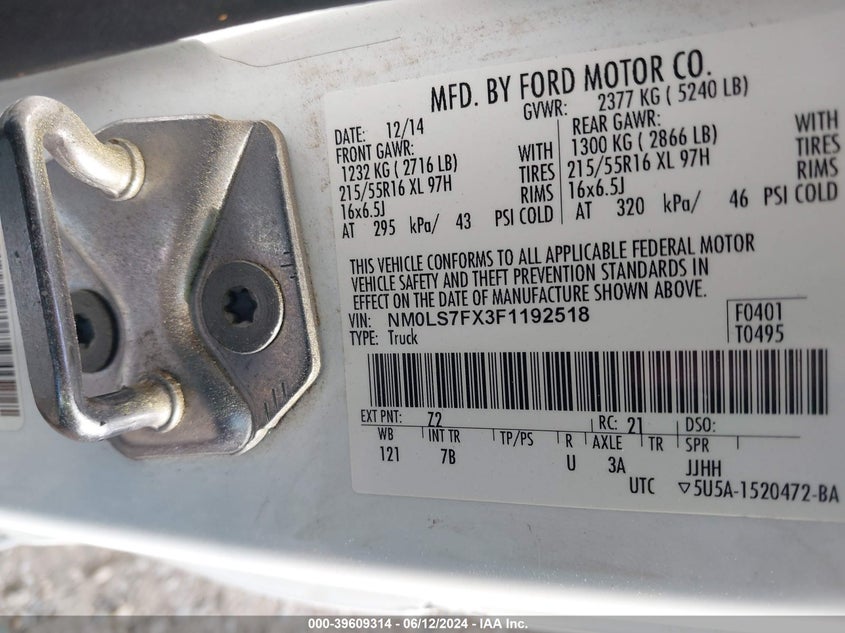 MFD. BY FORD MOTOR CO.
DATE: 12/14 GVWR: 2377 KG ( 5240 LB)
FRONT GAWR: REAR GAWR:
1232 KG ( 2716 LB) WITH 1300 KG ( 2866 LB) WITH
215/55R16 XL 97H TIRES 215/55R16 XL 97H TIRES
16x6.5J RIMS 16x6.5J RIMS
AT 295 kPa/ 43 PSI COLD AT 320 kPa/ 46 PSI COLD
THIS VEHICLE CONFORMS TO ALL APPLICABLE FEDERAL MOTOR
VEHICLE SAFETY AND THEFT PREVENTION STANDARDS IN
EFFECT ON THE DATE OF MANUFACTURE SHOWN ABOVE.
VIN: NM0LS7FX3F1192518 F0401
TYPE: Truck T0495
EXT PNT: 72 RC: 21 DSO:
WB INT TR TP/PS R AXLE TR SPR
121 7B U 3A JJHH
UTC ▽5U5A-1520472-BA
000-39609314 - 06/12/2024 - IAA Inc.